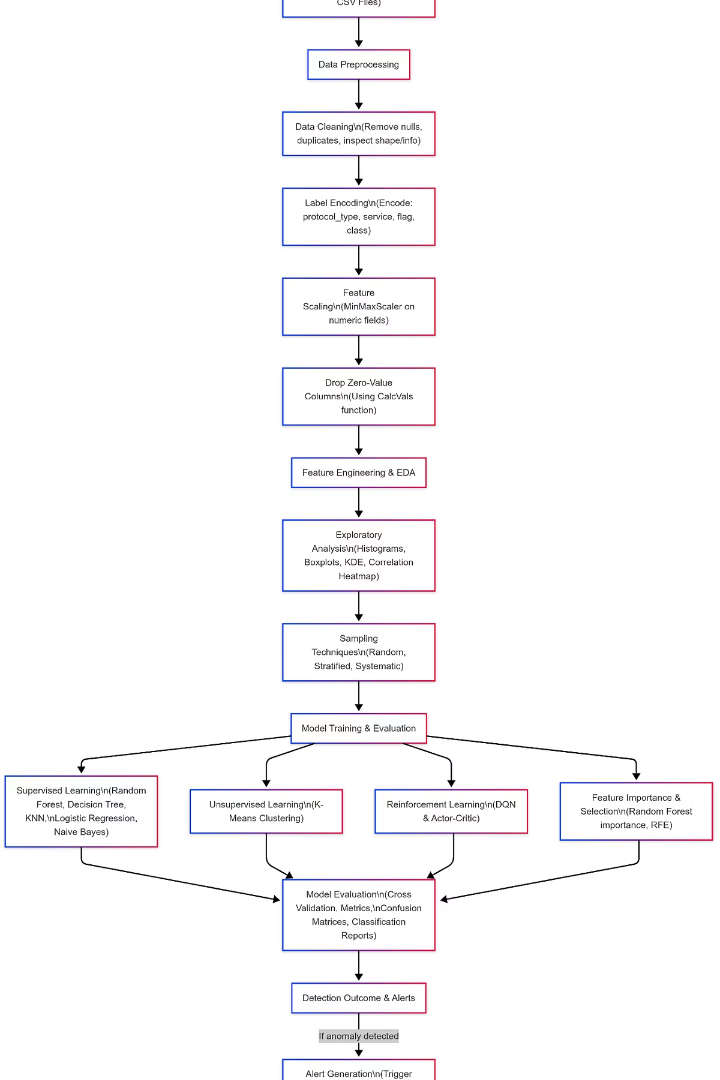 CSV Files)
Data Preprocessing
Data Cleaning\n(Remove nulls,
duplicates, inspect shape/info)
Label Encoding\n(Encode:
protocol_type, service, flag,
class)
Feature
Scaling\n(MinMaxScaler on
numeric fields)
Drop Zero-Value
Columns\n(Using CalcVals
function)
Feature Engineering & EDA
Exploratory
Analysis\n(Histograms,
Boxplots, KDE, Correlation
Heatmap)
Sampling
Techniques\n(Random,
Stratified, Systematic)
Model Training & Evaluation
Supervised Learning\n(Random
Forest, Decision Tree,
KNN,\nLogistic Regression,
Naive Bayes)
Unsupervised Learning\n(K-
Means Clustering)
Reinforcement Learning\n(DQN
& Actor-Critic)
Feature Importance &
Selection\n(Random Forest
importance, RFE)
Model Evaluation\n(Cross
Validation, Metrics,\nConfusion
Matrices, Classification
Reports)
Detection Outcome & Alerts
If anomaly detected
Alert Generation\n(Trigger